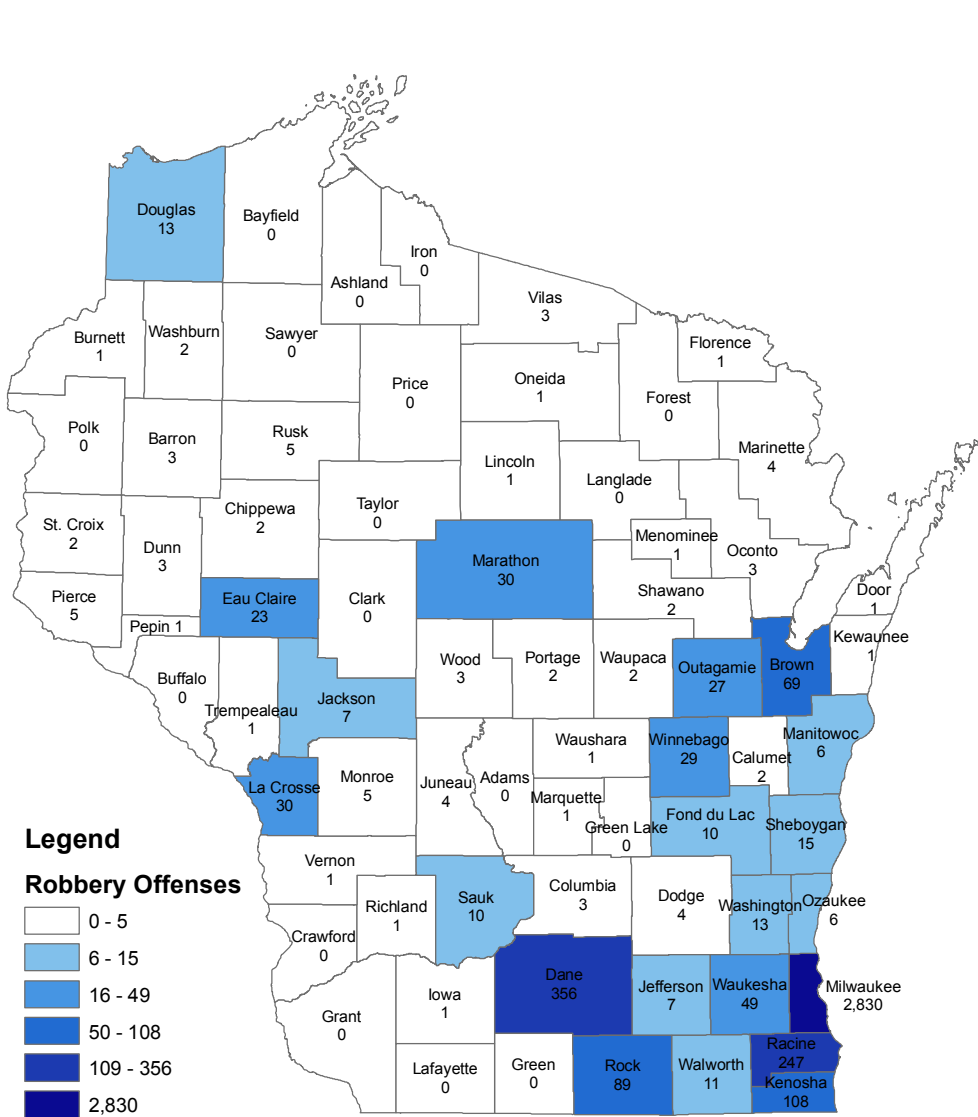 Douglas
13
Bayfield
0
Iron
0
Ashland
0
Vilas
3
Burnett
1
Washburn
2
Sawyer
0
Florence
1
Price
0
Oneida
1
Forest
0
Polk
0
Barron
3
Rusk
5
Marinette
4
Lincoln
1
Langlade
0
Taylor
0
Chippewa
2
St. Croix
2
Dunn
3
Menominee
1
Oconto
3
Marathon
30
Pierce
5
Eau Claire
23
Clark
0
Shawano
2
Door
1
Pepin 1
Kewaunee
1
Wood
3
Portage
2
Waupaca
2
Outagamie
27
Brown
69
Buffalo
0
Trempealeau
1
Jackson
7
Waushara
1
Winnebago
29
Calumet
2
Manitowoc
6
La Crosse
30
Monroe
5
Juneau
4
Adams
0
Marquette
1
Green Lake
0
Fond du Lac
10
Sheboygan
15
Vernon
1
Richland
1
Sauk
10
Columbia
3
Dodge
4
Washington
13
Ozaukee
6
Crawford
0
Dane
356
Jefferson
7
Waukesha
49
Milwaukee
2,830
Grant
0
Iowa
1
Lafayette
0
Green
0
Rock
89
Walworth
11
Racine
247
Kenosha
108
Legend
Robbery Offenses
0 - 5
6 - 15
16 - 49
50 - 108
109 - 356
2,830